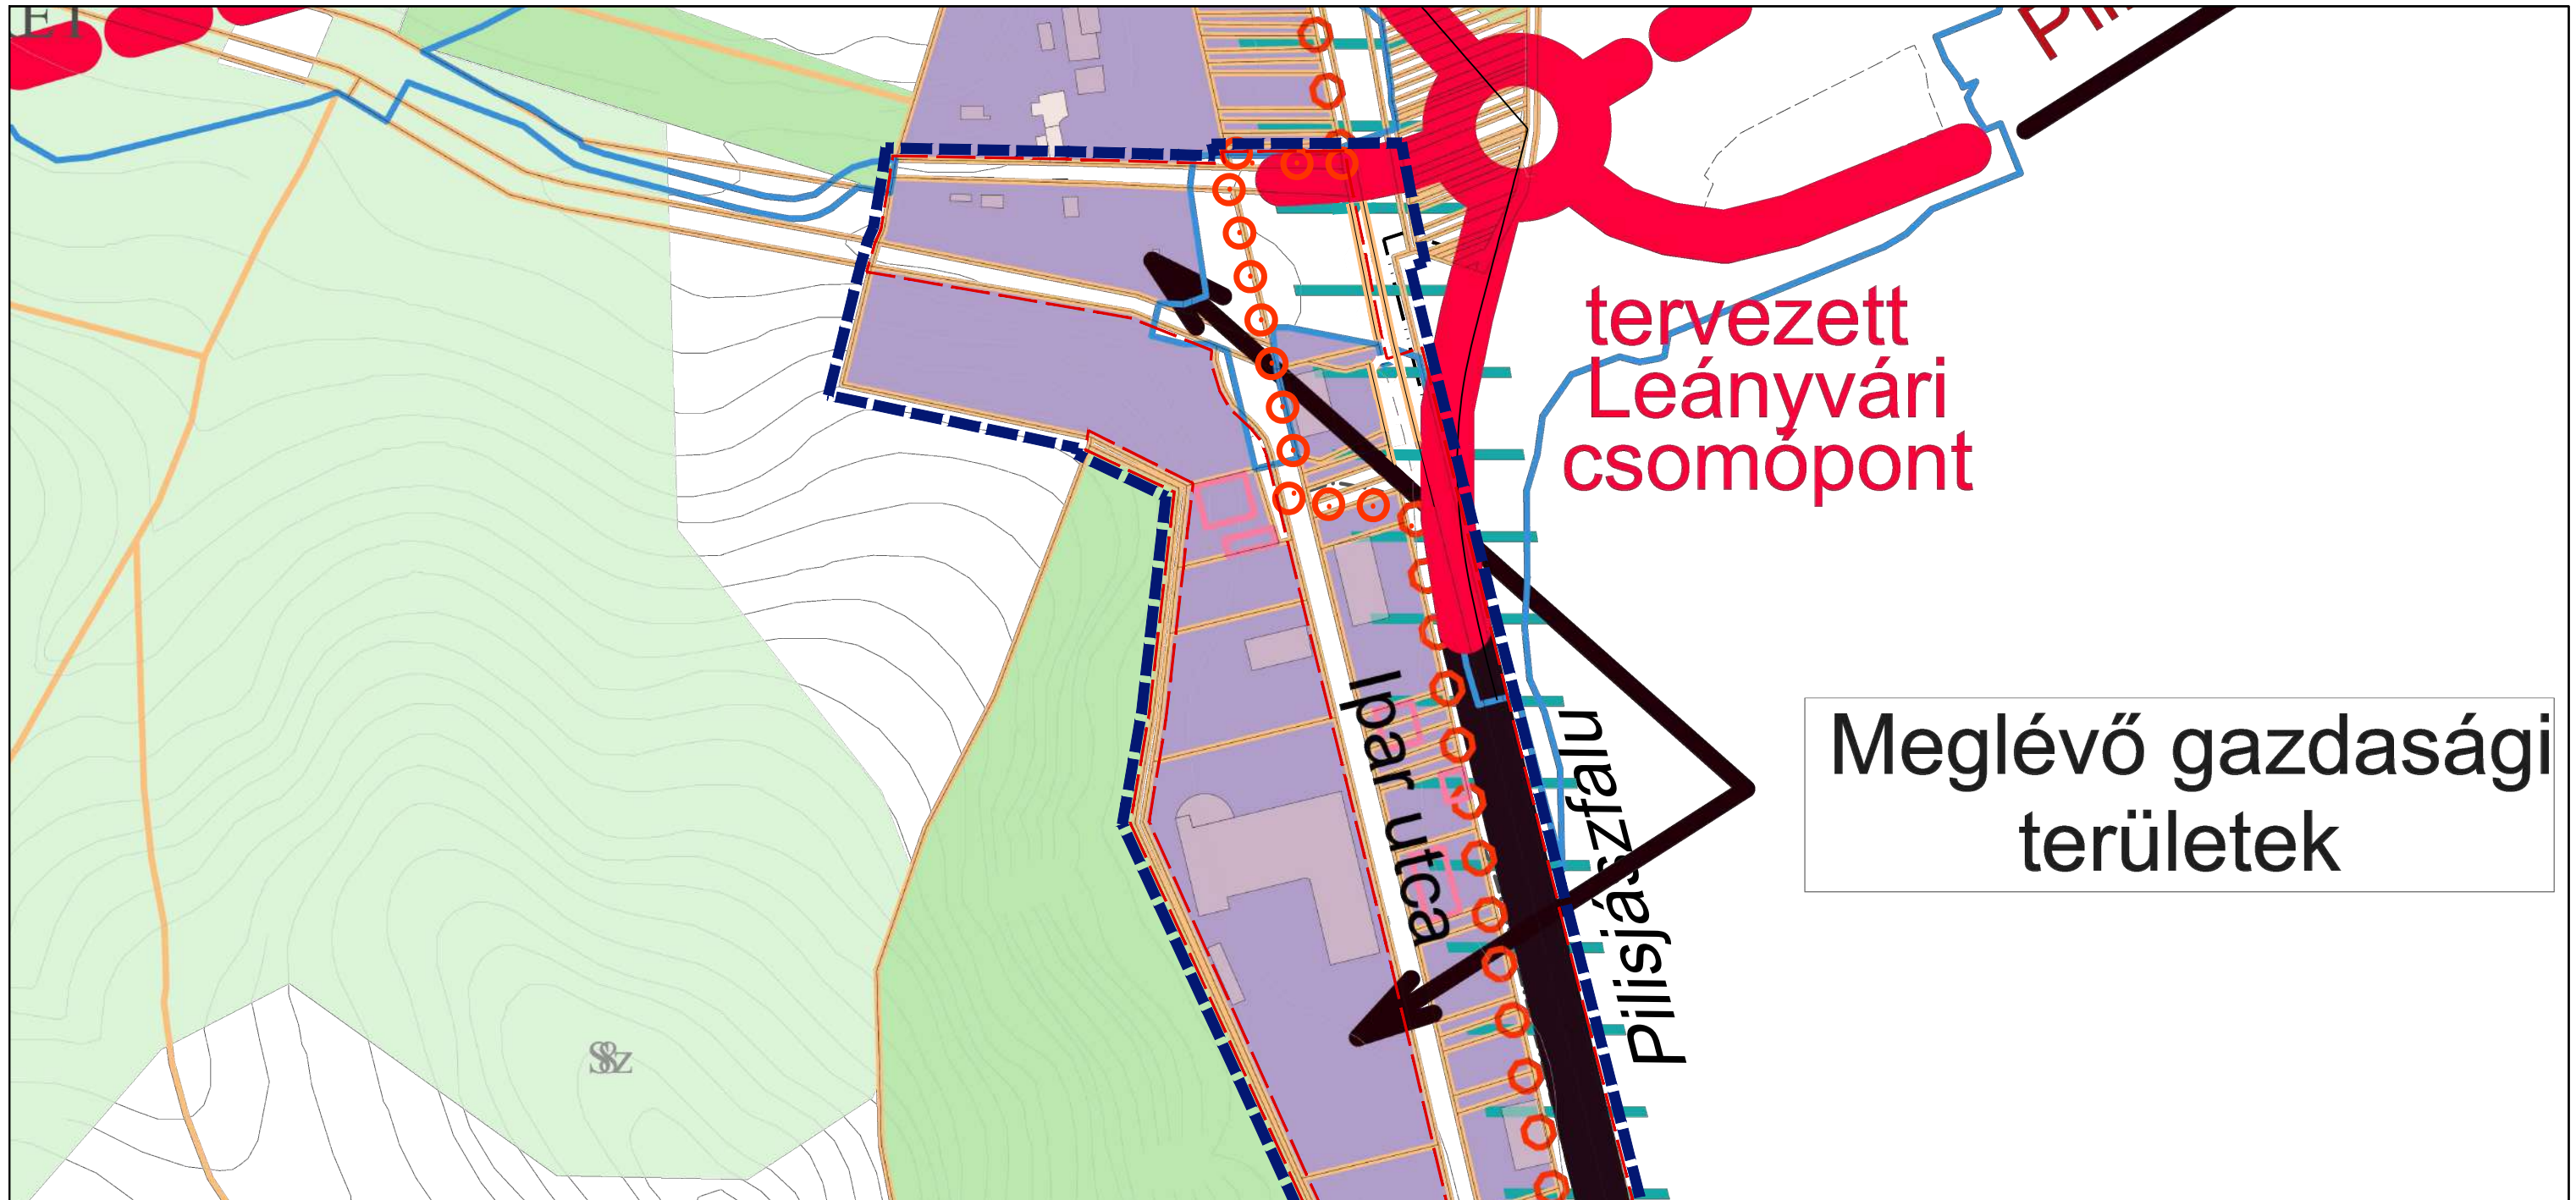 tervezett
Leányvári
csomópont
Ipar utca
Pilisjászfalu
Meglévő gazdasági
területek